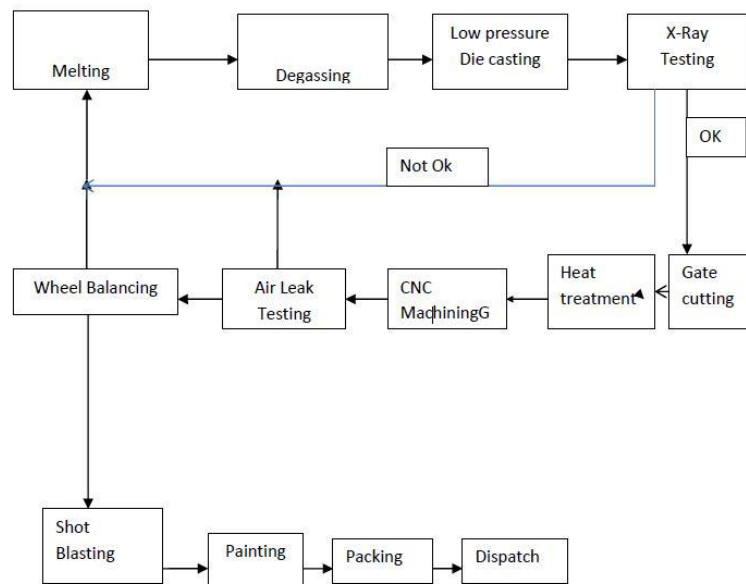 Melting
Degassing
Low pressure
Die casting
X-Ray
Testing
OK
Not Ok
Wheel Balancing
Air Leak
Testing
CNC
MachiningG
Heat
treatment
Gate
cutting
Shot
Blasting
Painting
Packing
Dispatch